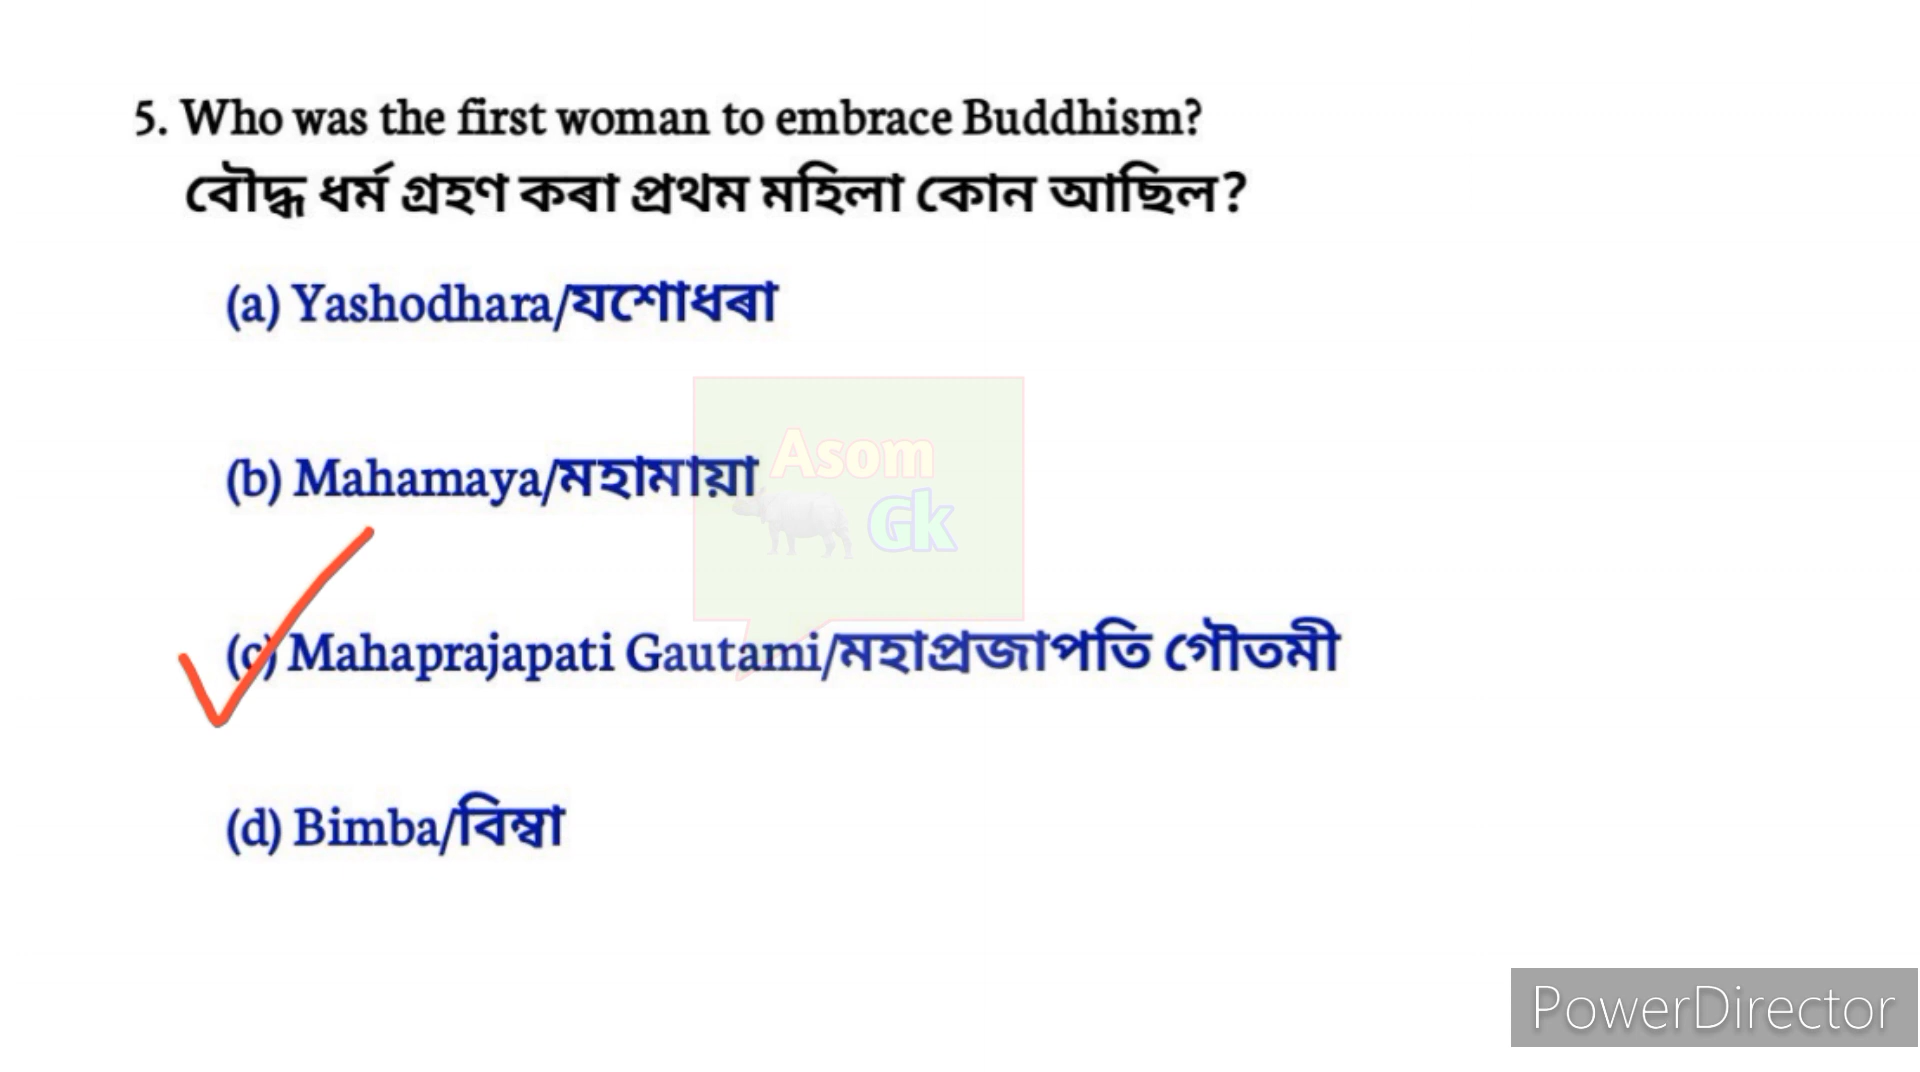 5. Who was the first woman to embrace Buddhism?
বৌদ্ধ ধৰ্ম গ্ৰহণ কৰা প্ৰথম মহিলা কোন আছিল?
(a) Yashodhara/যশোধৰা
(b) Mahamaya/মহামায়া
Asom
Gk
(c) Mahaprajapati Gautami/মহাপ্ৰজাপতি গৌতমী
(d) Bimba/বিম্বা
PowerDirector